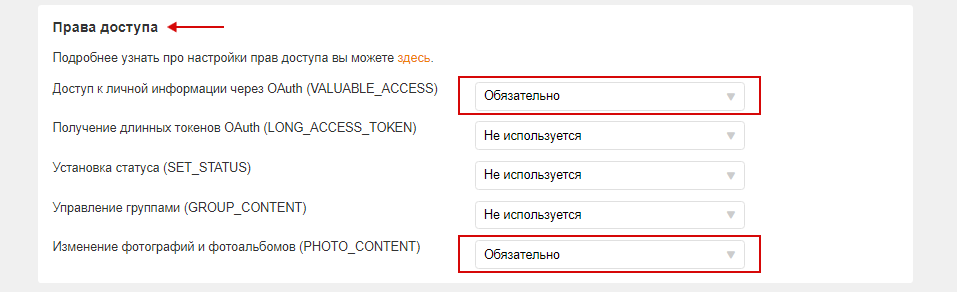 Права доступа
Подробнее узнать про настройки прав доступа вы можете здесь.
Доступ к личной информации через OAuth (VALUABLE_ACCESS) Обязательно
Получение длинных токенов OAuth (LONG_ACCESS_TOKEN) Не используется
Установка статуса (SET_STATUS) Не используется
Управление группами (GROUP_CONTENT) Не используется
Изменение фотографий и фотоальбомов (PHOTO_CONTENT) Обязательно